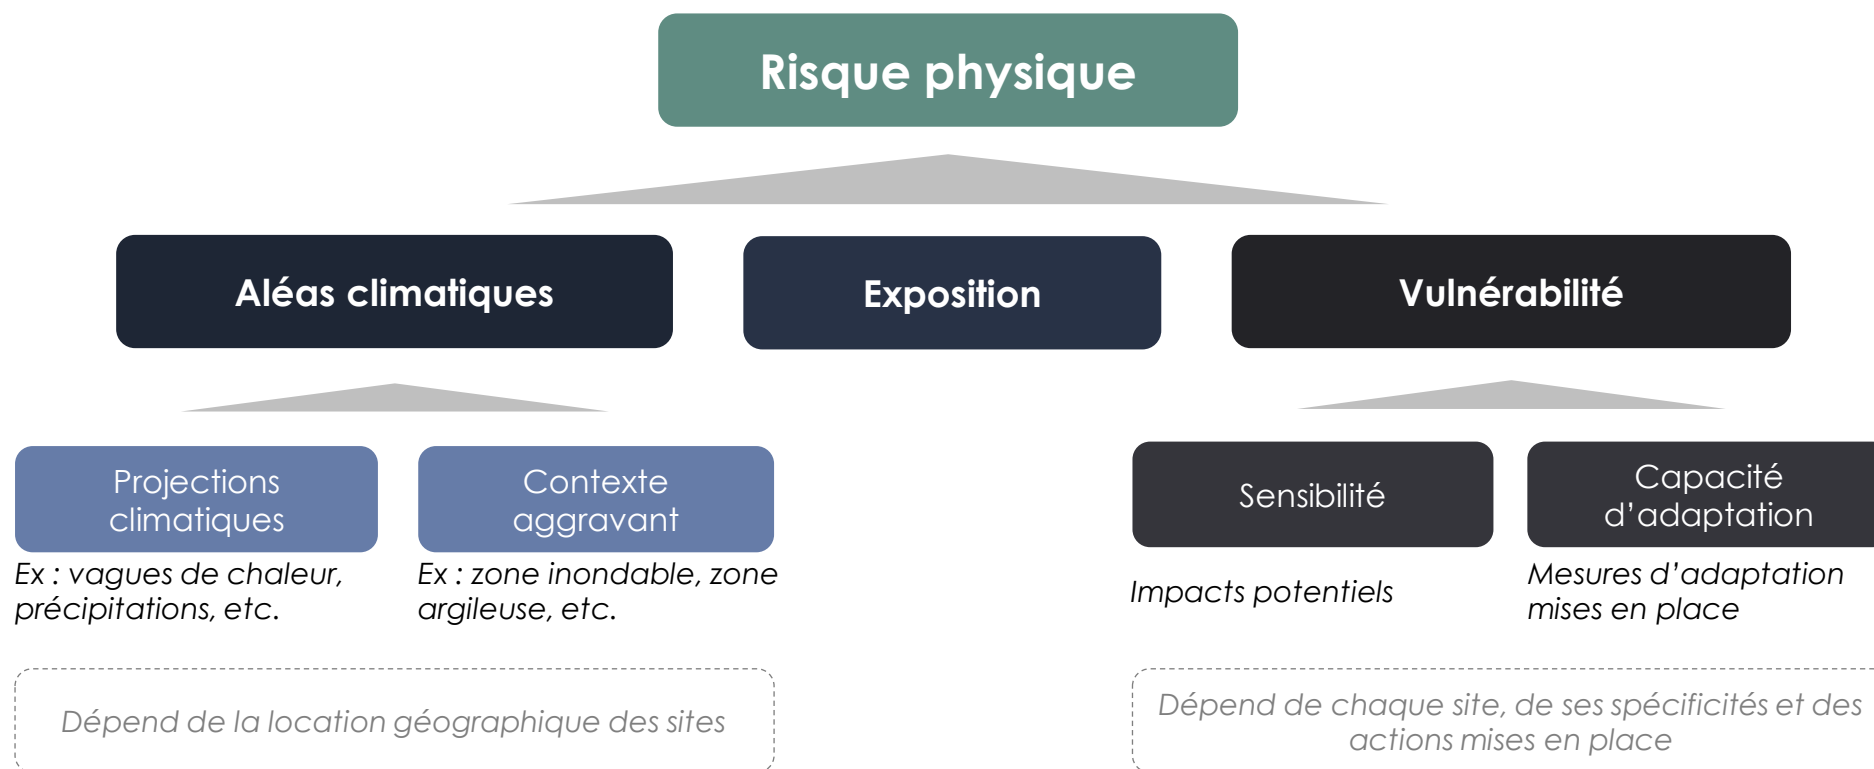 Risque physique
Aléas climatiques
Exposition
Vulnérabilité
Projections
climatiques
Contexte
aggravant
Sensibilité
Capacité
d’adaptation
Ex : vagues de chaleur,
précipitations, etc.
Ex : zone inondable, zone
argileuse, etc.
Impacts potentiels
Mesures d’adaptation
mises en place
Dépend de la location géographique des sites
Dépend de chaque site, de ses spécificités et des
actions mises en place